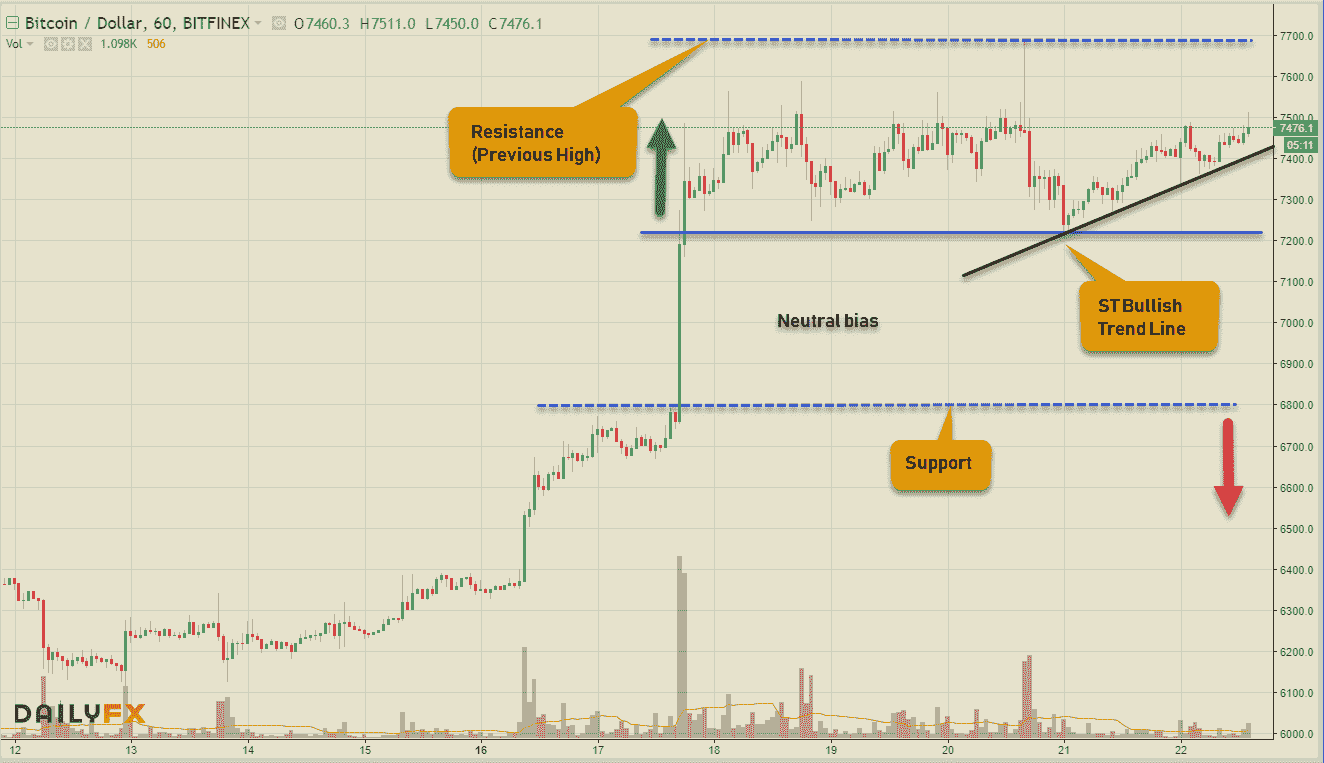 Bitcoin / Dollar, 60, BITFINEX O7460.3 H7511.0 L7450.0 C7476.1
Vol 1.098K 506
7700.0
7600.0
7500.0
7476.1
05:11
7400.0
7300.0
7200.0
7100.0
7000.0
6900.0
6800.0
6700.0
6600.0
6500.0
6400.0
6300.0
6200.0
6100.0
6000.0
Resistance
(Previous High)
STBullish
Trend Line
Neutral bias
Support
DAILYFX
12 13 14 15 16 17 18 19 20 21 22